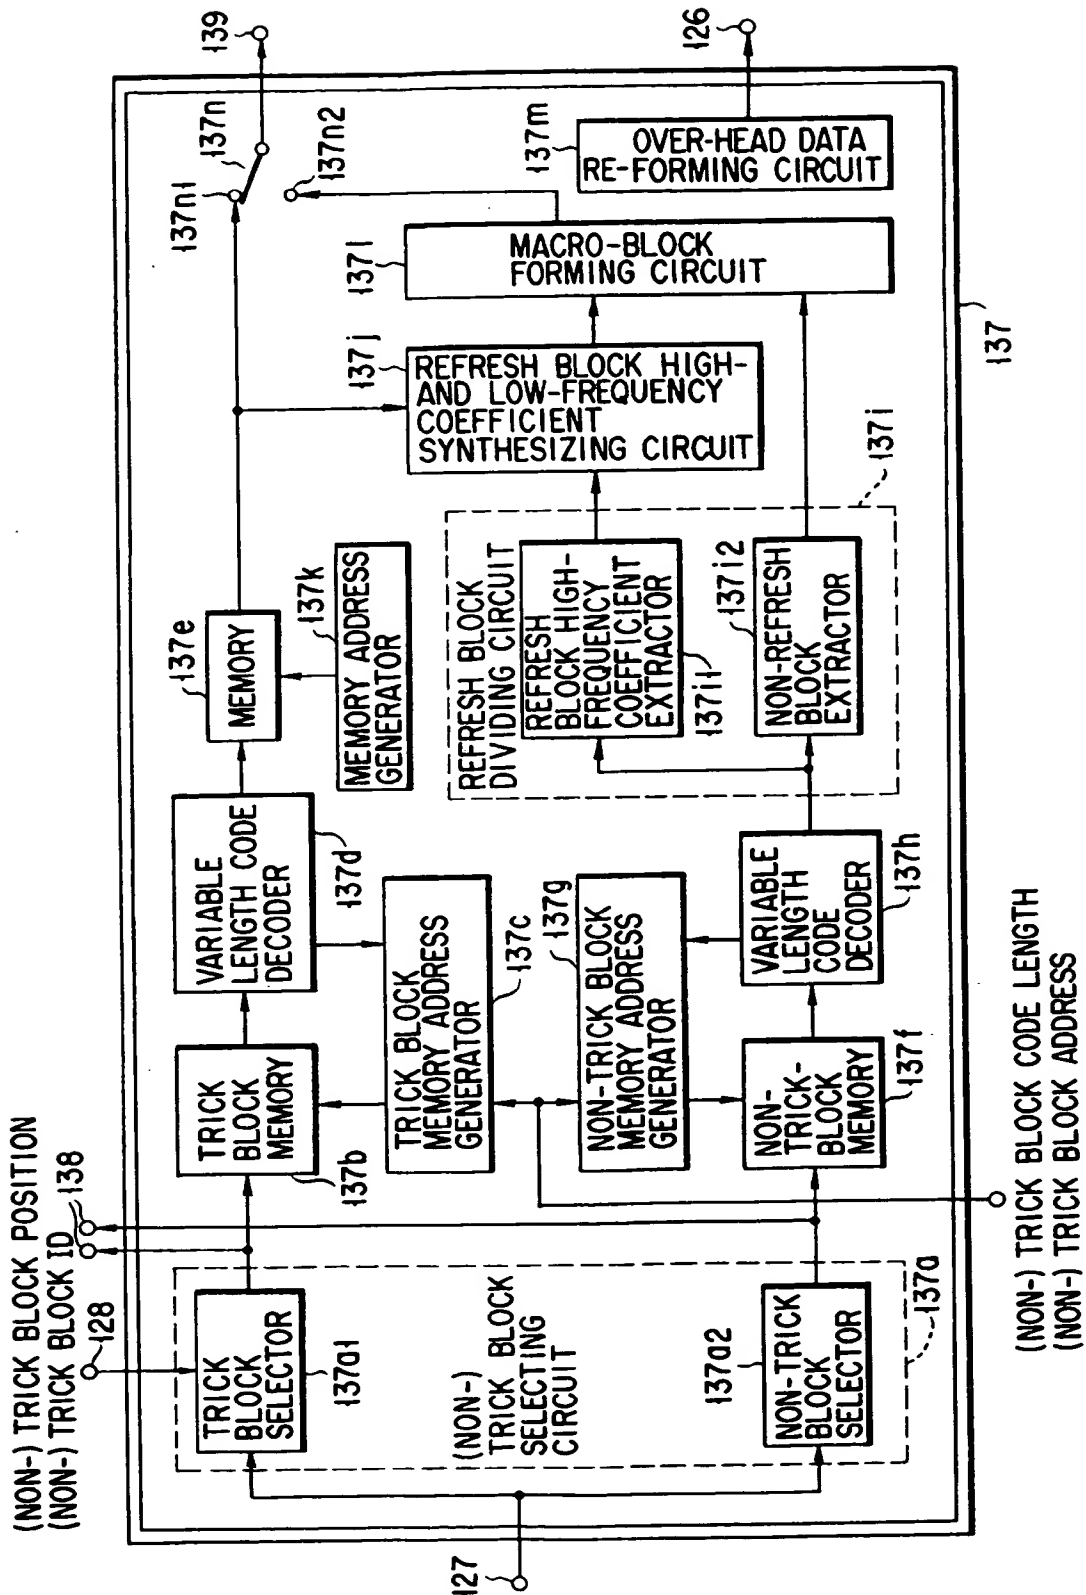 (NON-) TRICK BLOCK POSITION
(NON-) TRICK BLOCK ID
128
138
127
TRICK
BLOCK
SELECTOR
137a1
(NON-)
TRICK BLOCK
SELECTING
CIRCUIT
137a2
NON-TRICK
BLOCK
SELECTOR
137a
TRICK
BLOCK
MEMORY
137b
TRICK BLOCK
MEMORY ADDRESS
GENERATOR
137c
NON-TRICK BLOCK
MEMORY ADDRESS
GENERATOR
137g
NON-
TRICK-
BLOCK
MEMORY
137f
(NON-) TRICK BLOCK CODE LENGTH
(NON-) TRICK BLOCK ADDRESS
VARIABLE
LENGTH CODE
DECODER
137d
VARIABLE
LENGTH
CODE
DECODER
137h
137e
MEMORY
137k
MEMORY ADDRESS
GENERATOR
REFRESH BLOCK
DIVIDING CIRCUIT
REFRESH
BLOCK HIGH-
FREQUENCY
COEFFICIENT
EXTRACTOR
137i1
137i2
NON-REFRESH
BLOCK
EXTRACTOR
137i
137j
REFRESH BLOCK HIGH-
AND LOW-FREQUENCY
COEFFICIENT
SYNTHESIZING CIRCUIT
137l
MACRO-BLOCK
FORMING CIRCUIT
137n1
137n
137n2
139
137m
OVER-HEAD DATA
RE-FORMING CIRCUIT
126
137